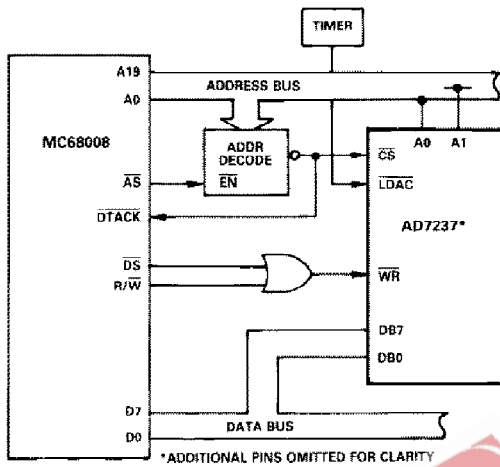 TIMER
A19
ADDRESS BUS
A0
MC68008
ADDR
DECODE
A0
A1
CS
AS
EN
LDAC
DTACK
AD7237*
DS
R/W
WR
DB7
DB0
D7
DATA BUS
D0
*ADDITIONAL PINS OMITTED FOR CLARITY